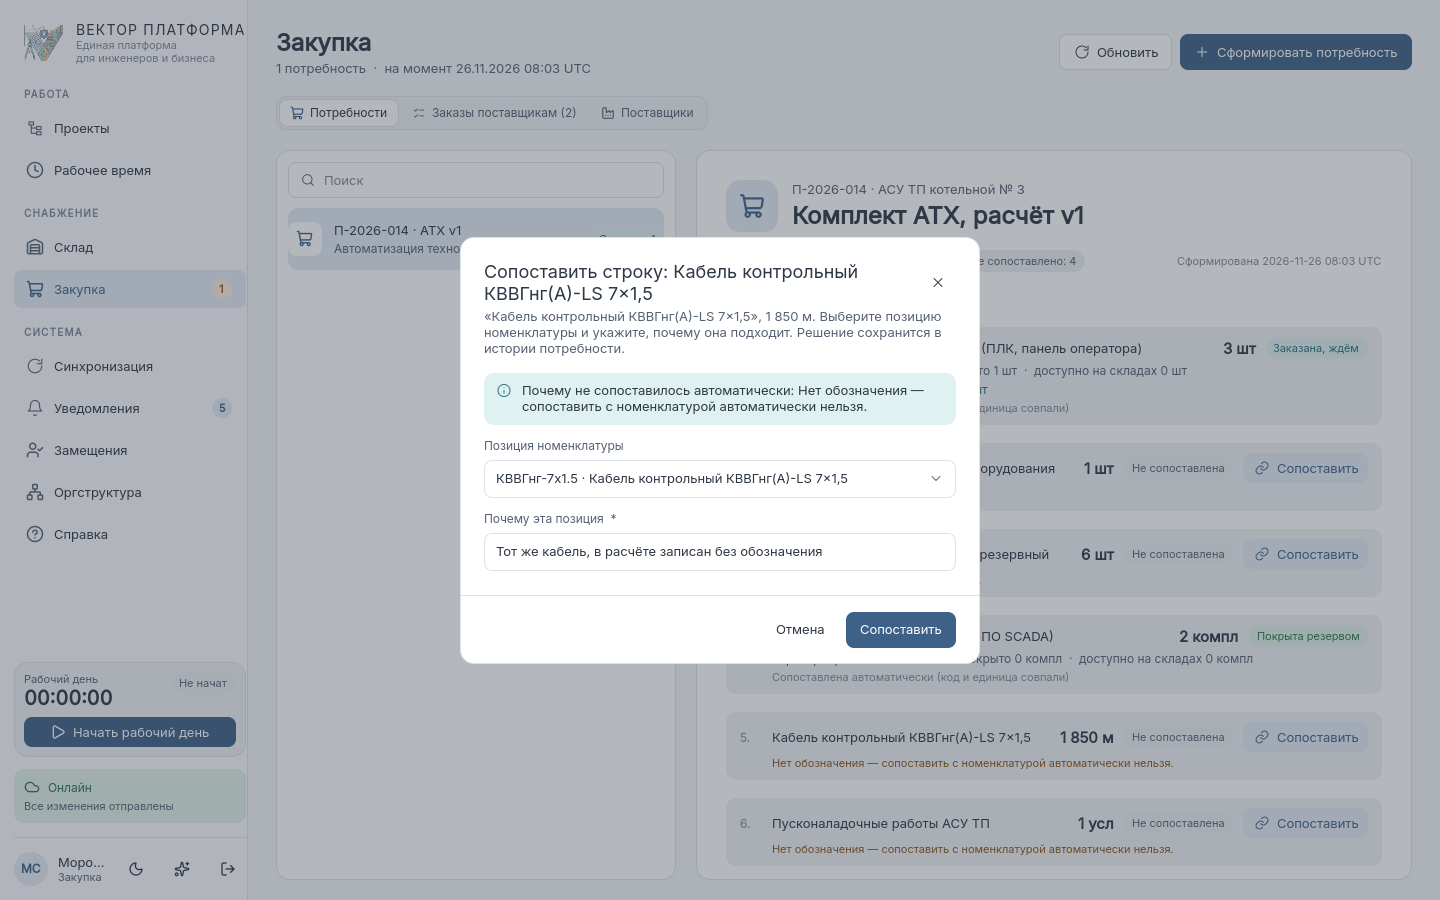 ВЕКТОР ПЛАТФОРМА
Единая платформа
для инженеров и бизнеса
РАБОТА
Проекты
Рабочее время
СНАБЖЕНИЕ
Склад
Закупка 1
СИСТЕМА
Синхронизация
Уведомления 5
Замещения
Оргструктура
Справка
Рабочий день
00:00:00
Не начат
Начать рабочий день
Онлайн
Все изменения отправлены
МС
Моро...
Закупка
Закупка
1 потребность · на момент 26.11.2026 08:03 UTC
Обновить
Сформировать потребность
Потребности
Заказы поставщикам (2)
Поставщики
Поиск
П-2026-014 · АТХ v1
Автоматизация техно
П-2026-014 · АСУ ТП котельной № 3
Комплект АТХ, расчёт v1
е сопоставлено: 4
Сформирована 2026-11-26 08:03 UTC
(ПЛК, панель оператора) 3 шт Заказана, ждём
то 1 шт · доступно на складах 0 шт
шт
единица совпали)
орудования 1 шт Не сопоставлена Сопоставить
резервный 6 шт Не сопоставлена Сопоставить
ПО SCADA) 2 компл Покрыта резервом
крыто 0 компл · доступно на складах 0 компл
Сопоставлена автоматически (код и единица совпали)
5. Кабель контрольный КВВГнг(А)-LS 7×1,5 1 850 м Не сопоставлена Сопоставить
Нет обозначения — сопоставить с номенклатурой автоматически нельзя.
6. Пусконаладочные работы АСУ ТП 1 усл Не сопоставлена Сопоставить
Нет обозначения — сопоставить с номенклатурой автоматически нельзя.
Сопоставить строку: Кабель контрольный
КВВГнг(А)-LS 7×1,5
«Кабель контрольный КВВГнг(А)-LS 7×1,5», 1 850 м. Выберите позицию
номенклатуры и укажите, почему она подходит. Решение сохранится в
истории потребности.
Почему не сопоставилось автоматически: Нет обозначения —
сопоставить с номенклатурой автоматически нельзя.
Позиция номенклатуры
КВВГнг-7х1.5 · Кабель контрольный КВВГнг(А)-LS 7×1,5
Почему эта позиция *
Тот же кабель, в расчёте записан без обозначения
Отмена
Сопоставить